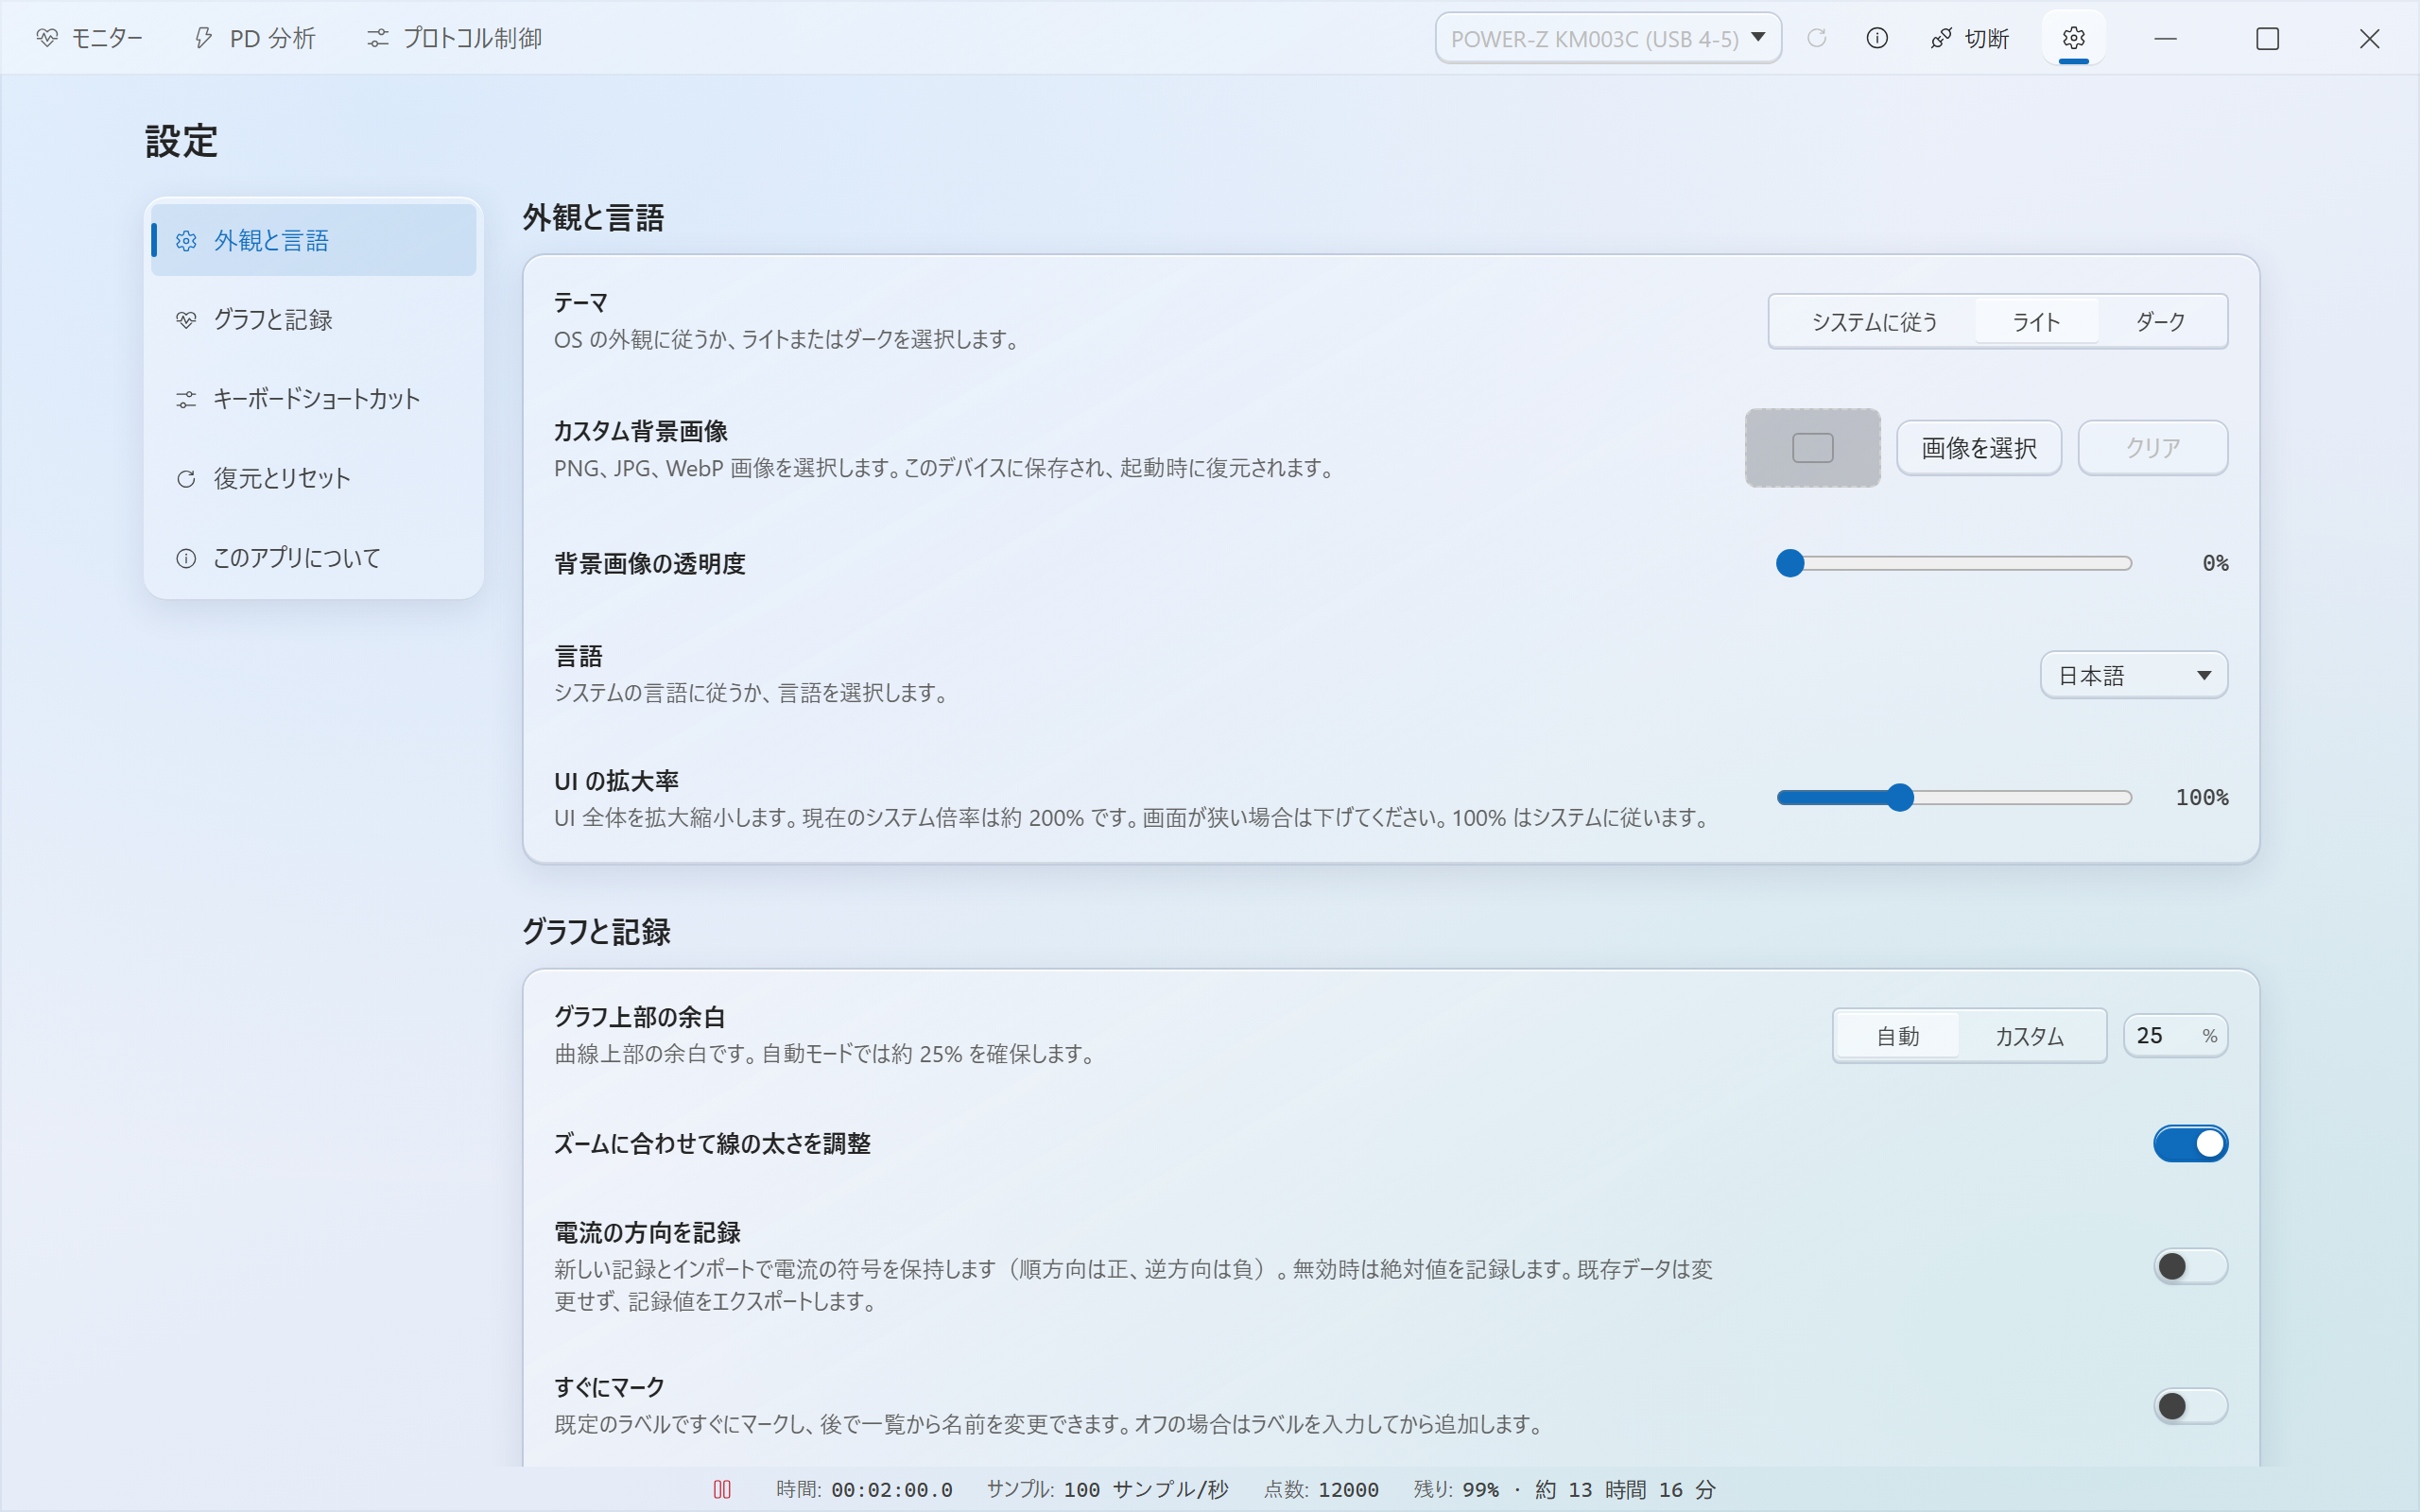 モニター
PD 分析
プロトコル制御
POWER-Z KM003C (USB 4-5)
切断
設定
外観と言語
グラフと記録
キーボードショートカット
復元とリセット
このアプリについて
外観と言語
テーマ
OS の外観に従うか、ライトまたはダークを選択します。
システムに従う
ライト
ダーク
カスタム背景画像
PNG、JPG、WebP 画像を選択します。このデバイスに保存され、起動時に復元されます。
画像を選択
クリア
背景画像の透明度
0%
言語
システムの言語に従うか、言語を選択します。
日本語
UI の拡大率
UI 全体を拡大縮小します。現在のシステム倍率は約 200% です。画面が狭い場合は下げてください。100% はシステムに従います。
100%
グラフと記録
グラフ上部の余白
曲線上部の余白です。自動モードでは約 25% を確保します。
自動
カスタム
25 %
ズームに合わせて線の太さを調整
電流の方向を記録
新しい記録とインポートで電流の符号を保持します（順方向は正、逆方向は負）。無効時は絶対値を記録します。既存データは変
更せず、記録値をエクスポートします。
すぐにマーク
既定のラベルですぐにマークし、後で一覧から名前を変更できます。オフの場合はラベルを入力してから追加します。
時間: 00:02:00.0 サンプル: 100 サンプル/秒 点数: 12000 残り: 99% · 約 13 時間 16 分